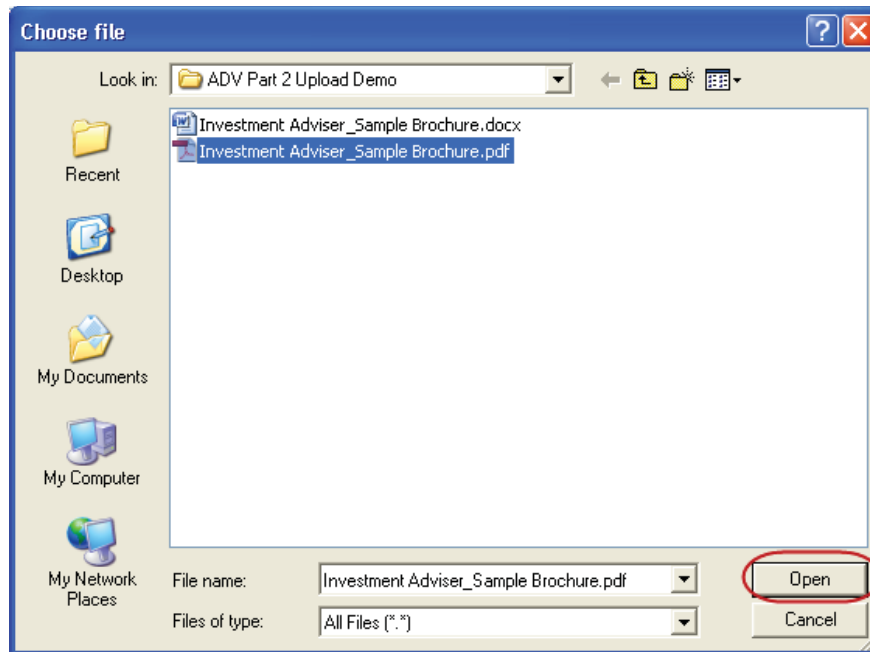 Choose file
Look in: ADV Part 2 Upload Demo
Investment Adviser_Sample Brochure.docx
Investment Adviser_Sample Brochure.pdf
Recent
Desktop
My Documents
My Computer
My Network
Places
File name: Investment Adviser_Sample Brochure.pdf Open
Files of type: All Files (*.*) Cancel